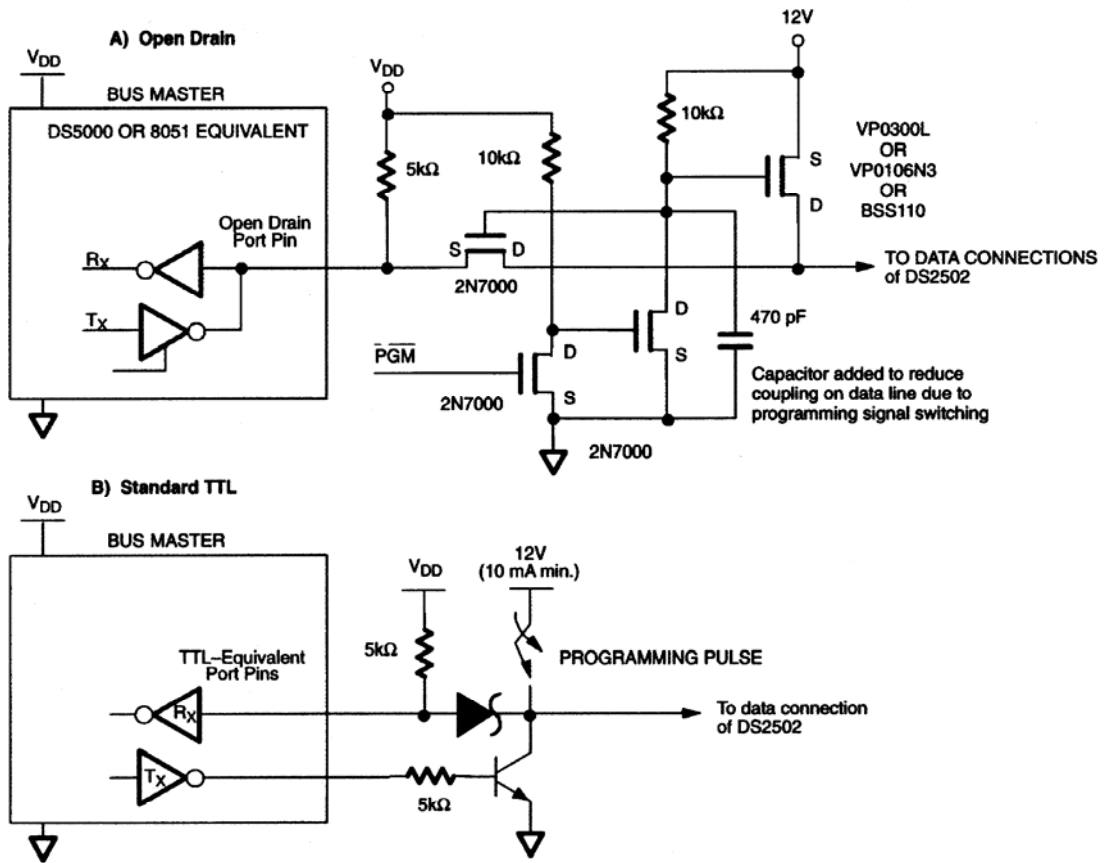 A) Open Drain
VDD
BUS MASTER
DS5000 OR 8051 EQUIVALENT
Open Drain
Port Pin
RX
TX
VDD
5kΩ
10kΩ
S
D
2N7000
PGM
2N7000
D
S
12V
10kΩ
S
D
VP0300L
OR
VP0106N3
OR
BSS110
TO DATA CONNECTIONS
of DS2502
D
S
470 pF
2N7000
Capacitor added to reduce
coupling on data line due to
programming signal switching
B) Standard TTL
VDD
BUS MASTER
TTL–Equivalent
Port Pins
RX
TX
VDD
5kΩ
5kΩ
12V
(10 mA min.)
PROGRAMMING PULSE
To data connection
of DS2502